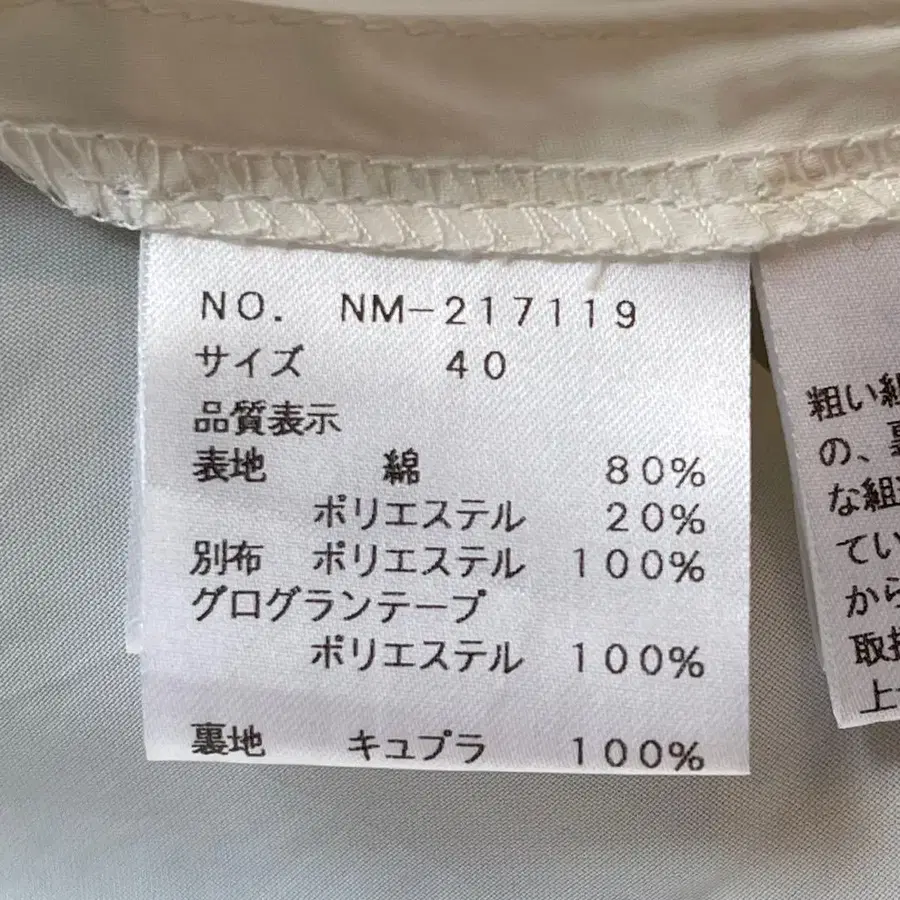 NO. NM-217119
サイズ 40
品質表示
表地 綿 80%
ポリエステル 20%
別布 ポリエステル 100%
グログランテープ
ポリエステル 100%
裏地 キュプラ 100%
粗い組
の、裏
な組
てい
から
取扱
上